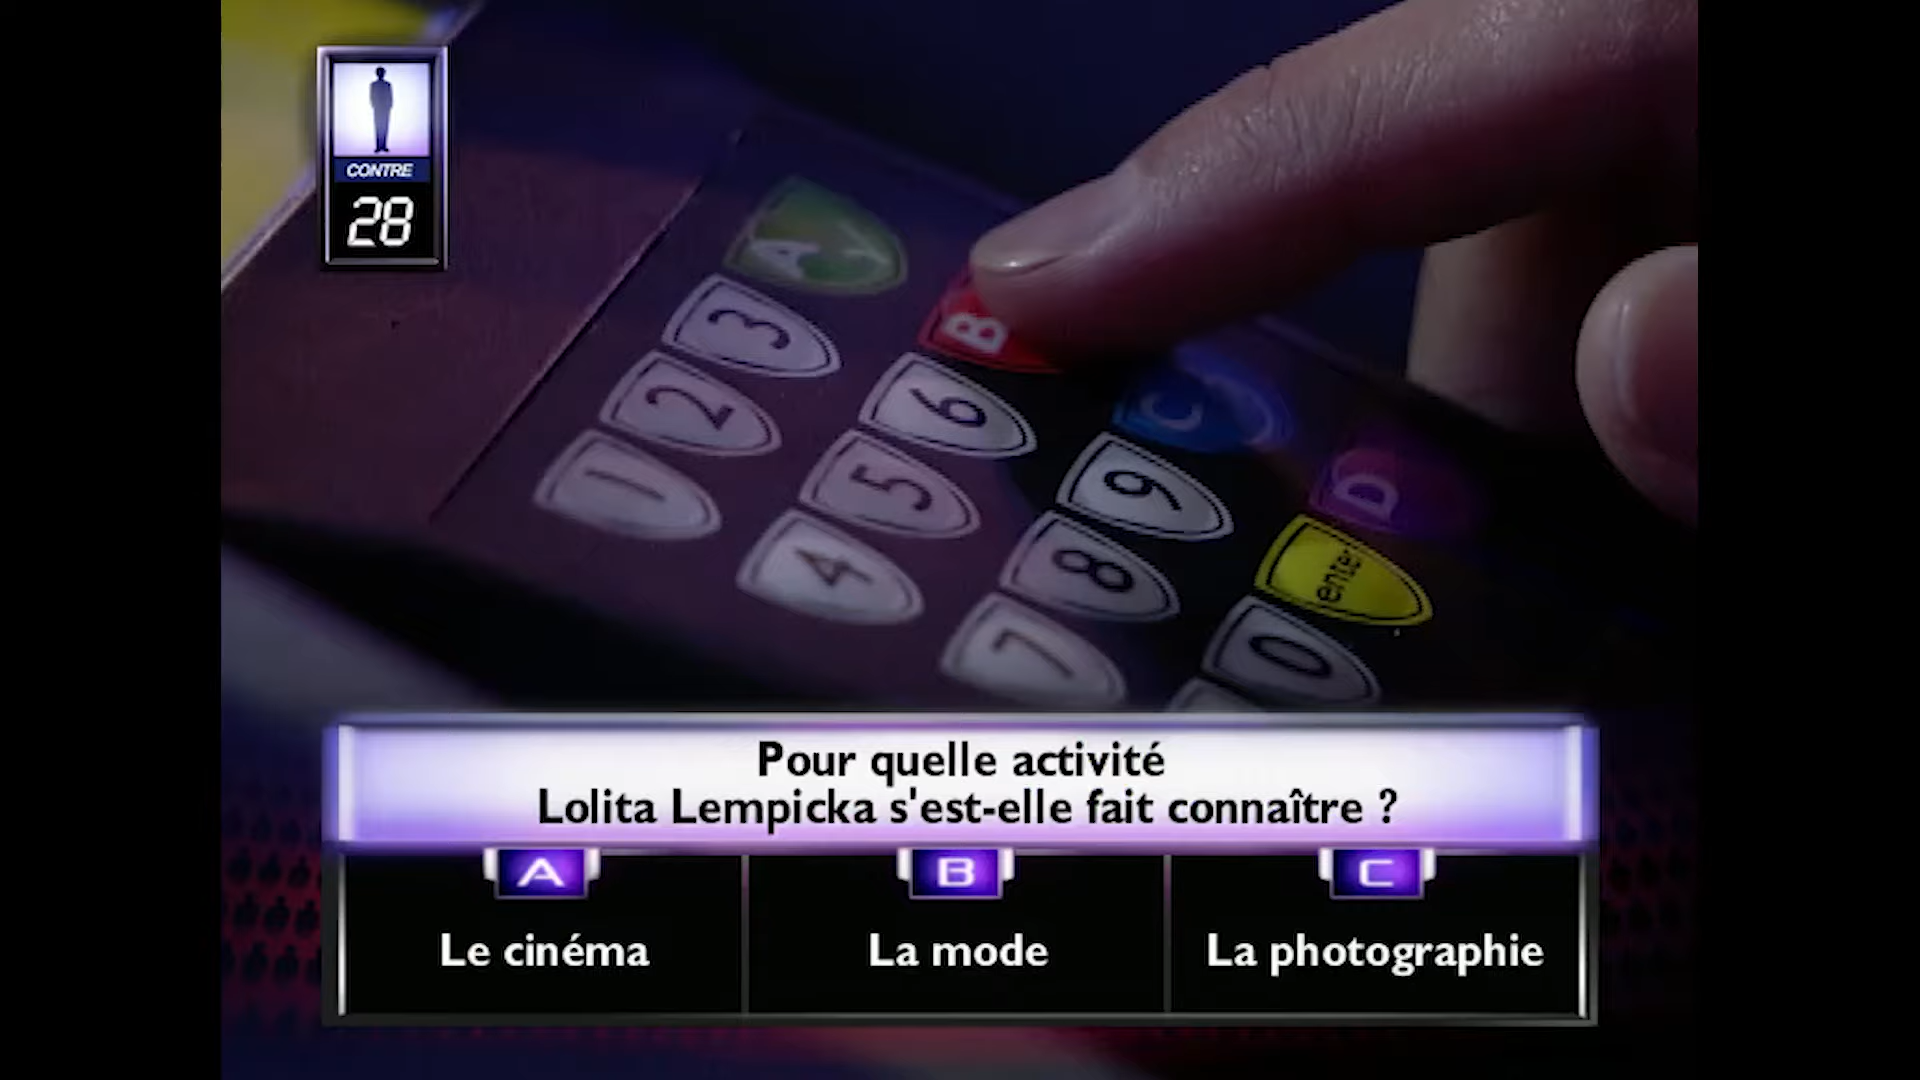 CONTRE
28
A
B
C
D
3
6
9
enter
2
5
8
0
1
4
7
Pour quelle activité
Lolita Lempicka s'est-elle fait connaître ?
A
B
C
Le cinéma
La mode
La photographie